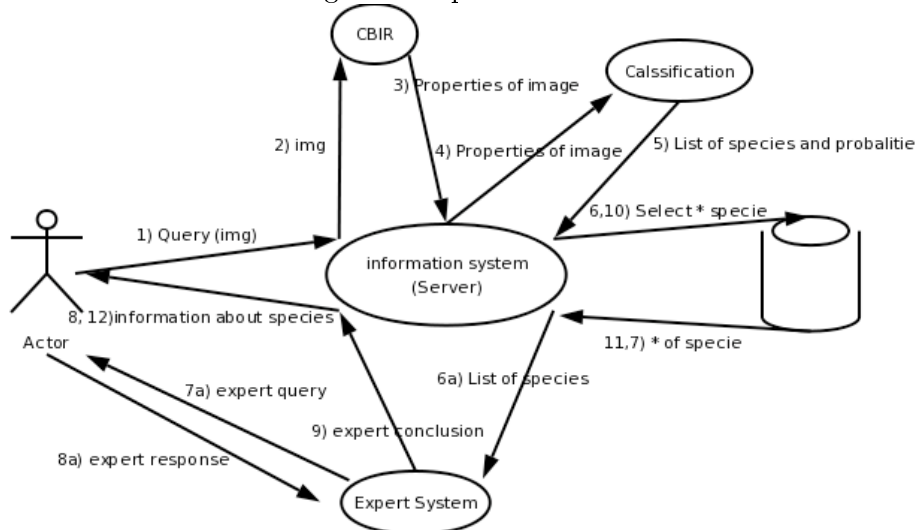 CBIR
Calssification
3) Properties of image
2) img
4) Properties of image
5) List of species and probalitie
6,10) Select * specie
1) Query (img)
information system
(Server)
8, 12)information about species
Actor
11,7) * of specie
6a) List of species
7a) expert query
9) expert conclusion
8a) expert response
Expert System